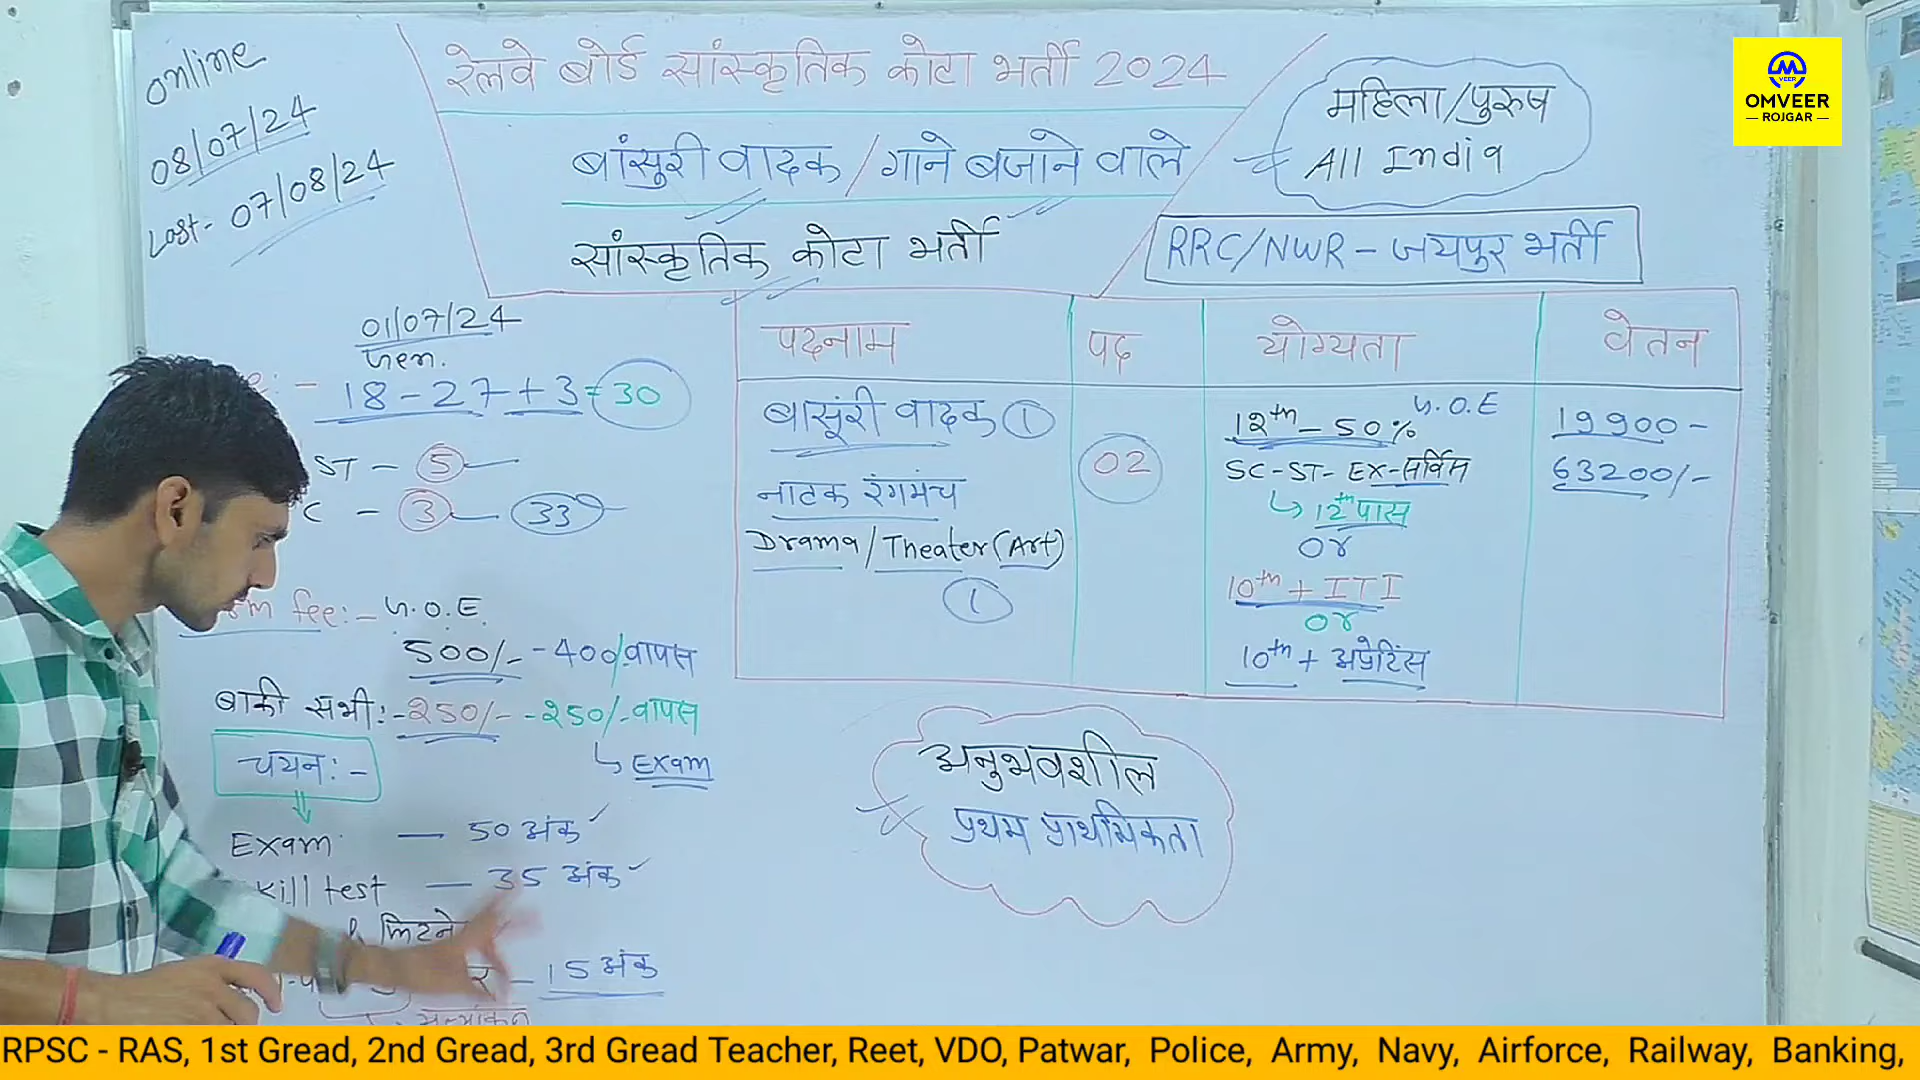 online
08/07/24
Last- 07/08/24
रेलवे बोर्ड सांस्कृतिक कोटा भर्ती 2024
बांसुरी वादक/गाने बजाने वाले
सांस्कृतिक कोटा भर्ती
महिला/पुरुष
All India
RRC/NWR - जयपुर भर्ती
OMVEER
ROJGAR
01/07/24
Gen.
18 - 27 + 3 = 30
ST - 5
C - 3 - 33
पदनाम पद योग्यता वेतन
बासूंरी वादक 1
नाटक रंगमंच
Drama/Theater(Art)
1
02
12th - 50% G.O.E
SC-ST- EX-सर्विस
12th पास
or
10th + ITI
or
10th + अप्रेटिंस
19900 -
63200/-
fee:- G.O.E.
500/- - 400/ वापस
बाकी सभी:- 250/- - 250/- वापस
Exam
चयन:-
Exam - 50 अंक
kill test - 35 अंक
15 अंक
अनुभवशील
प्रथम प्राथमिकता
RPSC - RAS, 1st Gread, 2nd Gread, 3rd Gread Teacher, Reet, VDO, Patwar, Police, Army, Navy, Airforce, Railway, Banking,